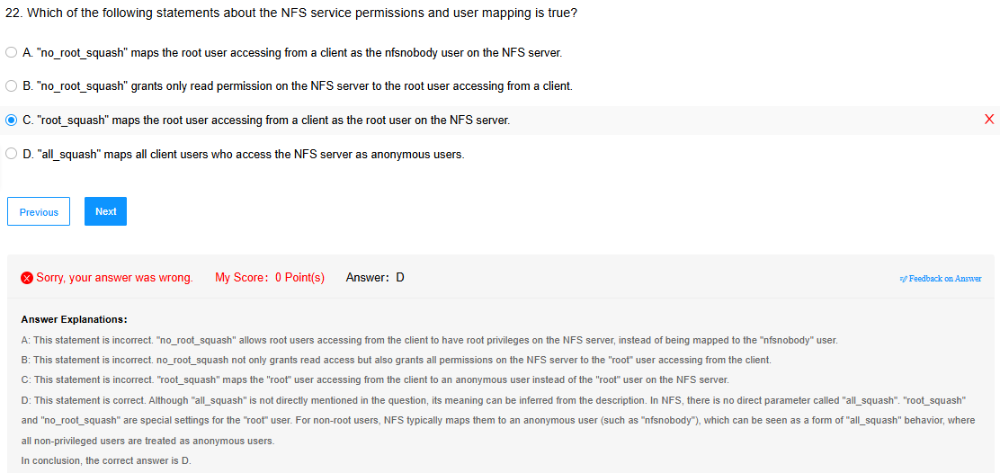 22. Which of the following statements about the NFS service permissions and user mapping is true?
A. "no_root_squash" maps the root user accessing from a client as the nfsnobody user on the NFS server.
B. "no_root_squash" grants only read permission on the NFS server to the root user accessing from a client.
C. "root_squash" maps the root user accessing from a client as the root user on the NFS server.
D. "all_squash" maps all client users who access the NFS server as anonymous users.
Previous Next
Sorry, your answer was wrong. My Score: 0 Point(s) Answer: D Feedback on Answer
Answer Explanations:
A: This statement is incorrect. "no_root_squash" allows root users accessing from the client to have root privileges on the NFS server, instead of being mapped to the "nfsnobody" user.
B: This statement is incorrect. no_root_squash not only grants read access but also grants all permissions on the NFS server to the "root" user accessing from the client.
C: This statement is incorrect. "root_squash" maps the "root" user accessing from the client to an anonymous user instead of the "root" user on the NFS server.
D: This statement is correct. Although "all_squash" is not directly mentioned in the question, its meaning can be inferred from the description. In NFS, there is no direct parameter called "all_squash". "root_squash"
and "no_root_squash" are special settings for the "root" user. For non-root users, NFS typically maps them to an anonymous user (such as "nfsnobody"), which can be seen as a form of "all_squash" behavior, where
all non-privileged users are treated as anonymous users.
In conclusion, the correct answer is D.